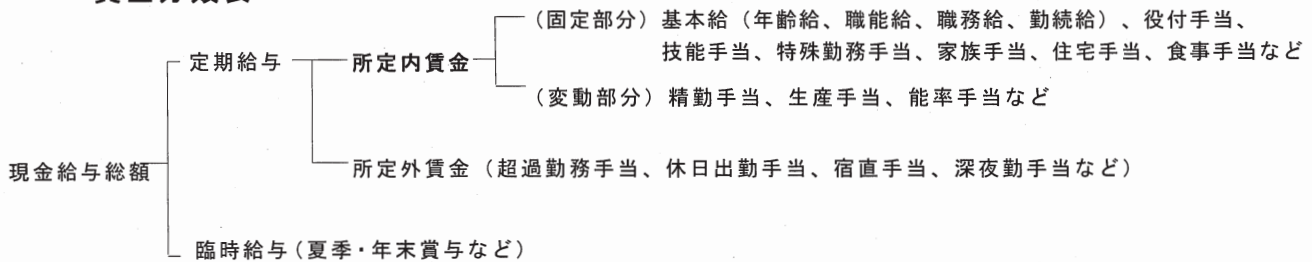 (固定部分)基本給(年齢給、職能給、職務給、勤続給)、役付手当、
技能手当、特殊勤務手当、家族手当、住宅手当、食事手当など
定期給与
所定内賃金
(変動部分)精勤手当、生産手当、能率手当など
現金給与総額
所定外賃金(超過勤務手当、休日出勤手当、宿直手当、深夜勤手当など)
臨時給与(夏季・年末賞与など)